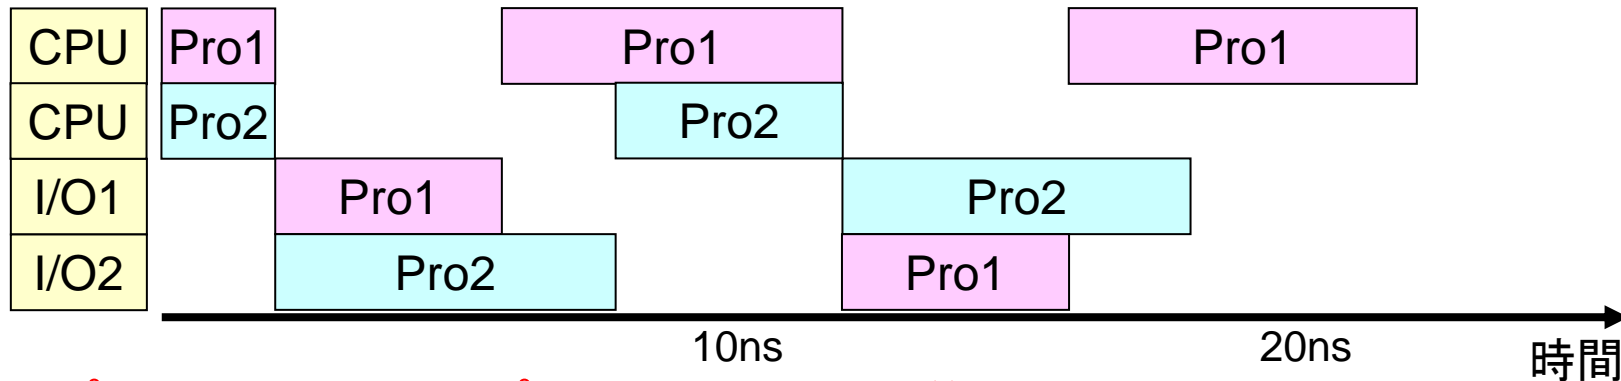 CPU Pro1 Pro1 Pro1
CPU Pro2 Pro2
I/O1 Pro1 Pro2
I/O2 Pro2 Pro1
10ns 20ns 時間